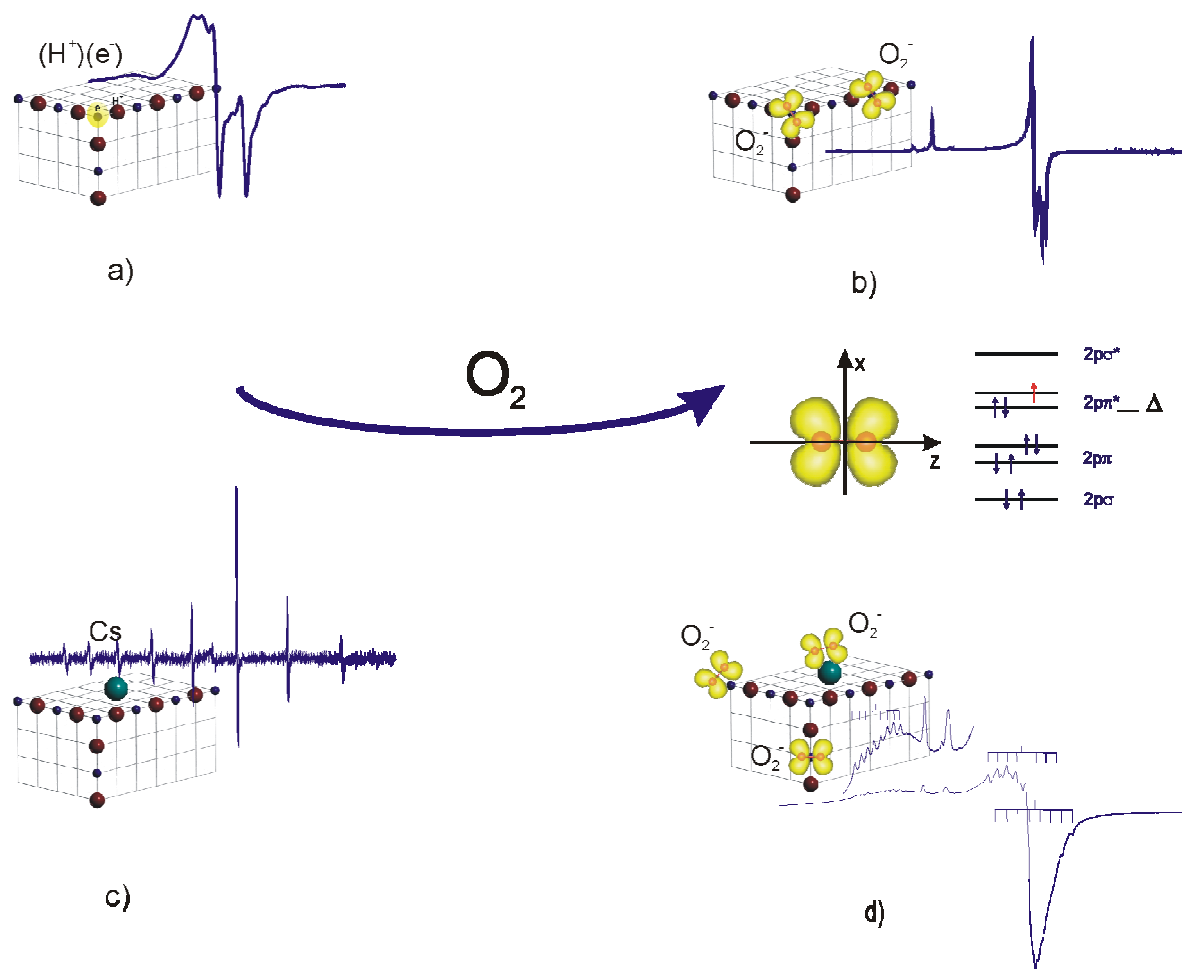 (H⁺)(e⁻)
e⁻ H⁺
a)
O₂⁻
O₂⁻
b)
O₂
x
z
2pσ*
2pπ* Δ
2pπ
2pσ
Cs
c)
O₂⁻
O₂⁻
O₂⁻
d)